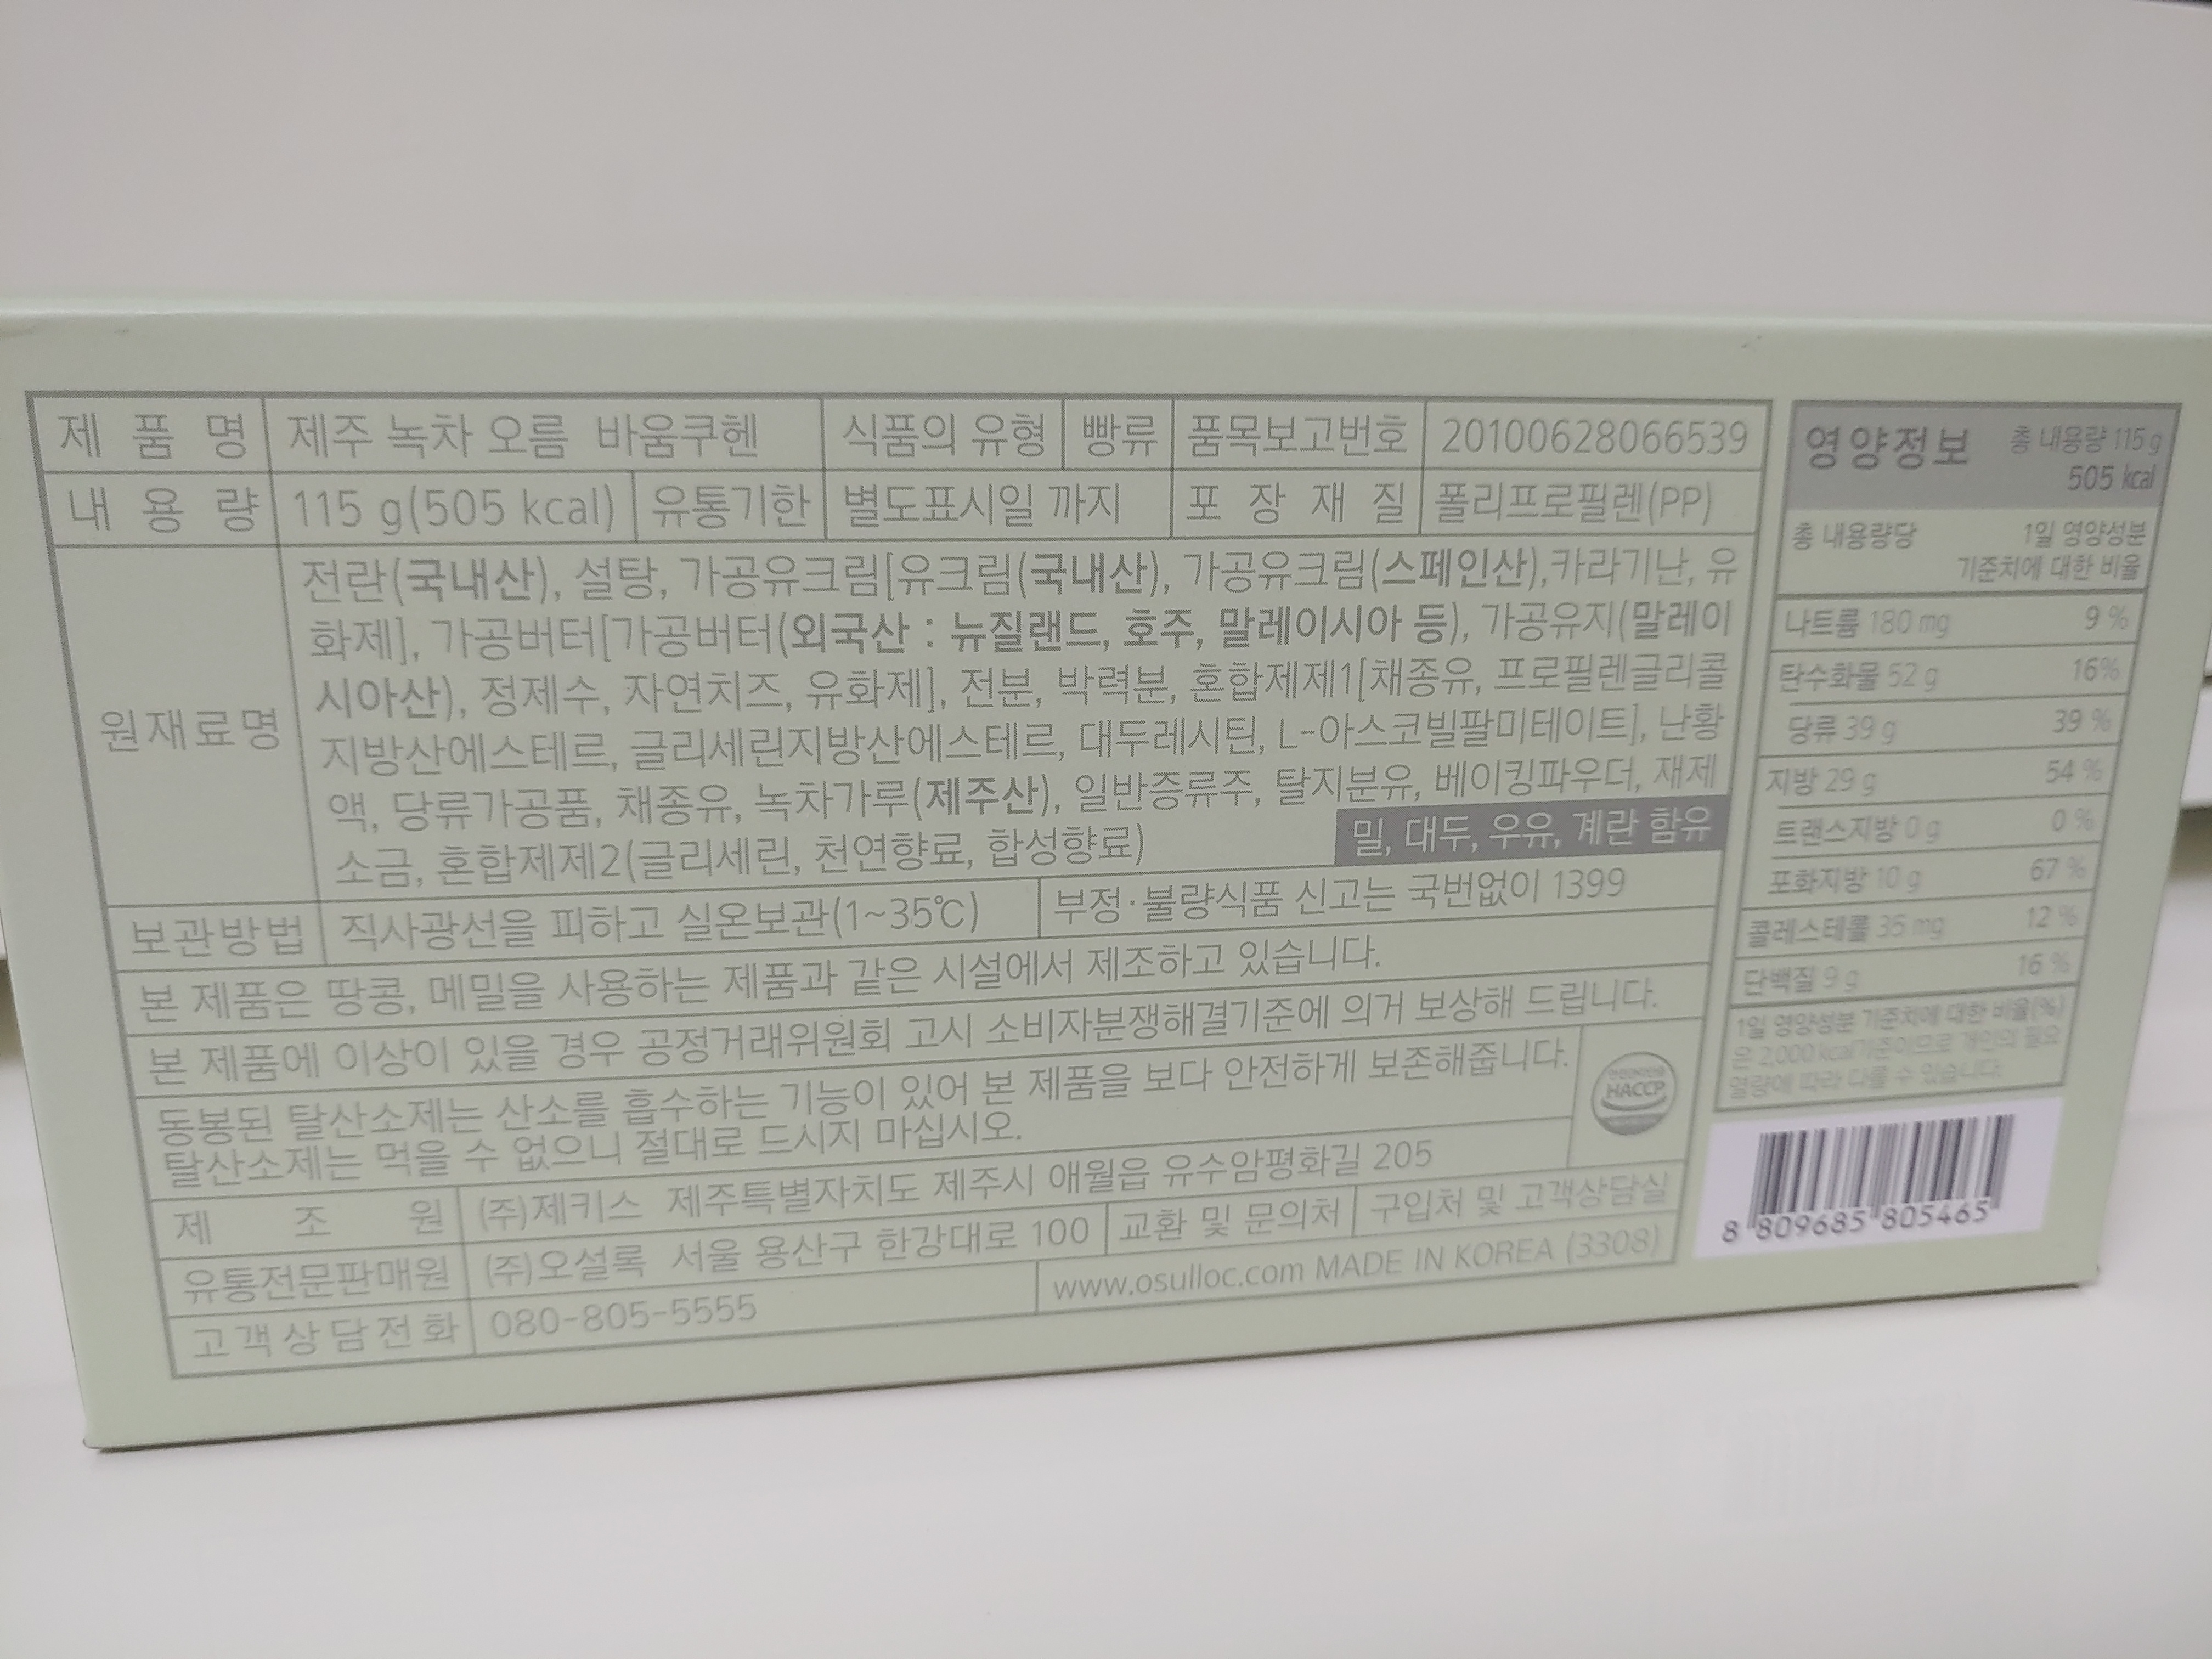 제 품 명 제주 녹차 오름 바움쿠헨 식품의 유형 빵류 품목보고번호 20100628066539
내 용 량 115 g(505 kcal) 유통기한 별도표시일 까지 포 장 재 질 폴리프로필렌(PP)
원재료명
전란(국내산), 설탕, 가공유크림[유크림(국내산), 가공유크림(스페인산),카라기난, 유
화제], 가공버터[가공버터(외국산 : 뉴질랜드, 호주, 말레이시아 등), 가공유지(말레이
시아산), 정제수, 자연치즈, 유화제], 전분, 박력분, 혼합제제1[채종유, 프로필렌글리콜
지방산에스테르, 글리세린지방산에스테르, 대두레시틴, L-아스코빌팔미테이트], 난황
액, 당류가공품, 채종유, 녹차가루(제주산), 일반증류주, 탈지분유, 베이킹파우더, 재제
소금, 혼합제제2(글리세린, 천연향료, 합성향료)
밀, 대두, 우유, 계란 함유
보관방법 직사광선을 피하고 실온보관(1~35℃) 부정·불량식품 신고는 국번없이 1399
본 제품은 땅콩, 메밀을 사용하는 제품과 같은 시설에서 제조하고 있습니다.
본 제품에 이상이 있을 경우 공정거래위원회 고시 소비자분쟁해결기준에 의거 보상해 드립니다.
동봉된 탈산소제는 산소를 흡수하는 기능이 있어 본 제품을 보다 안전하게 보존해줍니다.
탈산소제는 먹을 수 없으니 절대로 드시지 마십시오.
HACCP
제 조 원 (주)제키스 제주특별자치도 제주시 애월읍 유수암평화길 205
유통전문판매원 (주)오설록 서울 용산구 한강대로 100 교환 및 문의처 구입처 및 고객상담실
고객상담전화 080-805-5555 www.osulloc.com MADE IN KOREA (3308)
영양정보 총 내용량 115 g
505 kcal
총 내용량당 1일 영양성분
기준치에 대한 비율
나트륨 180 mg 9 %
탄수화물 52 g 16%
당류 39 g 39 %
지방 29 g 54 %
트랜스지방 0 g 0 %
포화지방 10 g 67 %
콜레스테롤 35 mg 12 %
단백질 9 g 16 %
1일 영양성분 기준치에 대한 비율(%)
은 2,000 kcal기준이므로 개인의 필요
열량에 따라 다를 수 있습니다.
8 809685 805465